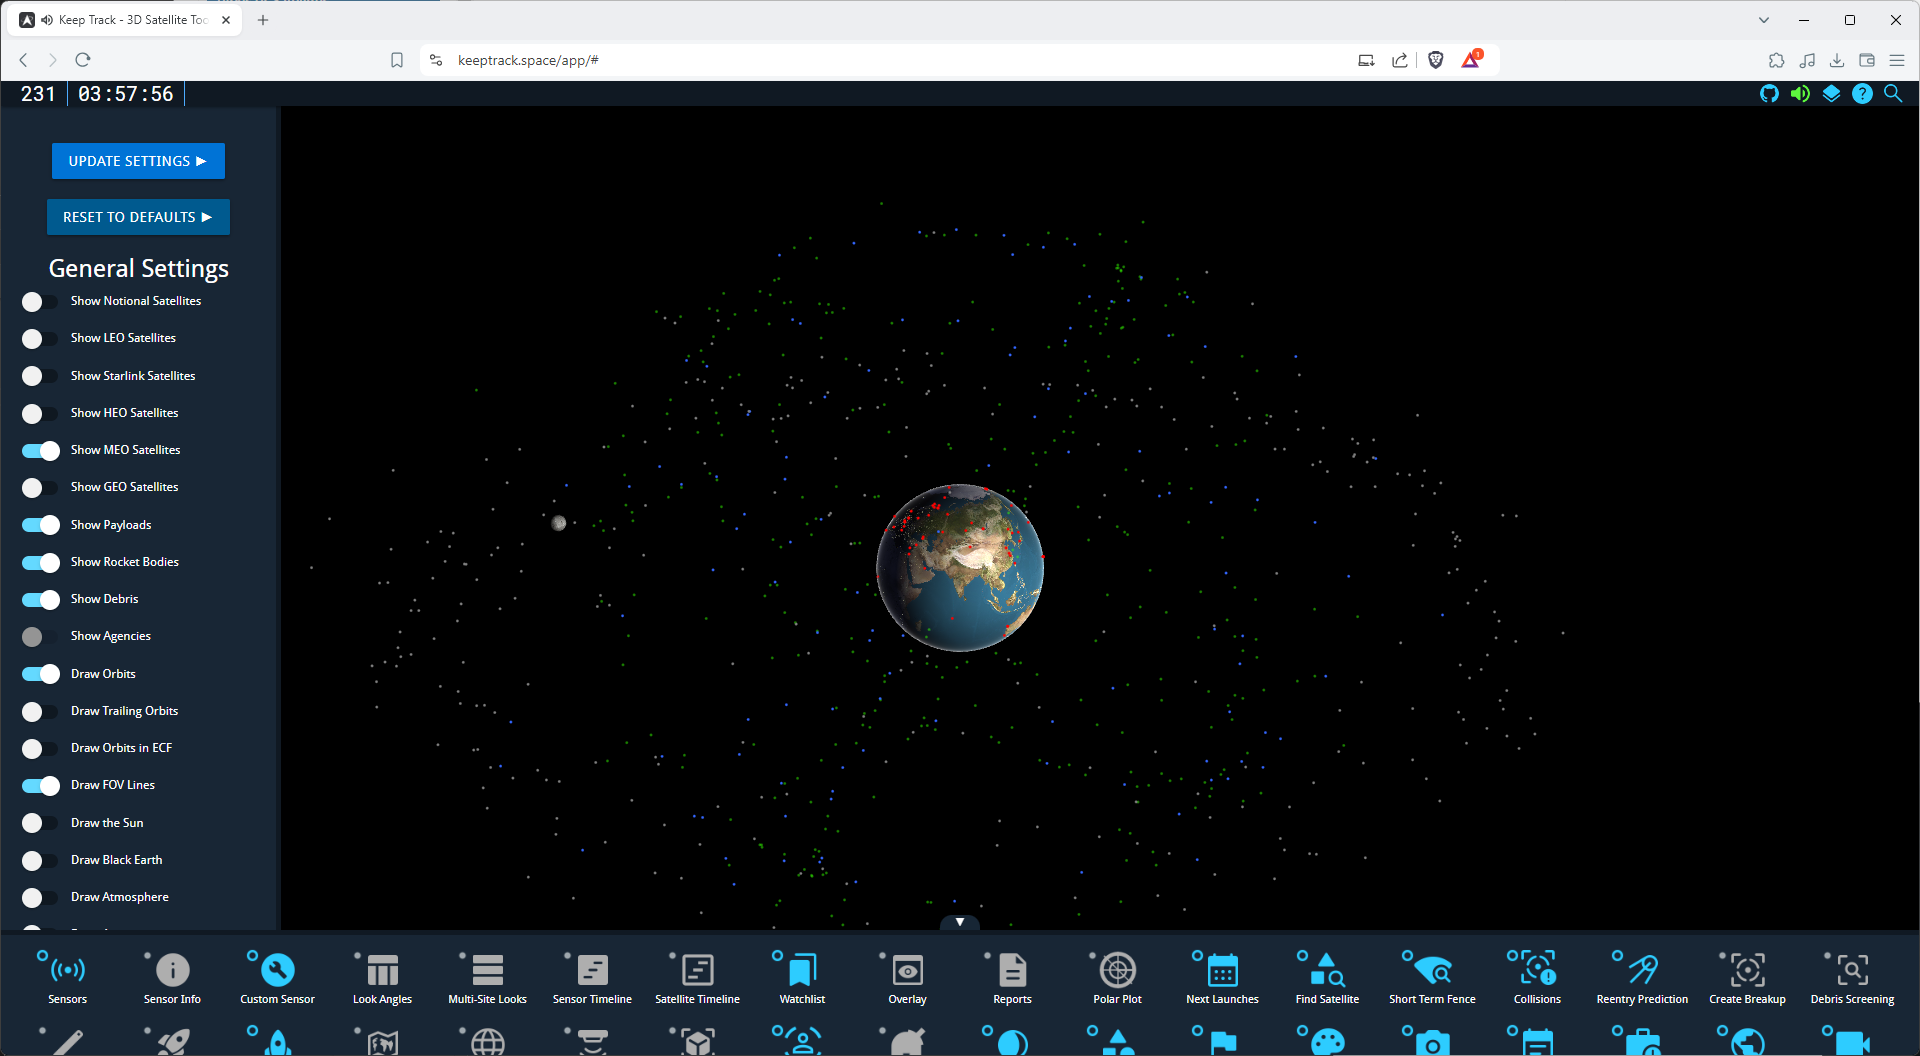 Keep Track - 3D Satellite Too
keeptrack.space/app/#
1
231 03:57:56
UPDATE SETTINGS ▶
RESET TO DEFAULTS ▶
General Settings
Show Notional Satellites
Show LEO Satellites
Show Starlink Satellites
Show HEO Satellites
Show MEO Satellites
Show GEO Satellites
Show Payloads
Show Rocket Bodies
Show Debris
Show Agencies
Draw Orbits
Draw Trailing Orbits
Draw Orbits in ECF
Draw FOV Lines
Draw the Sun
Draw Black Earth
Draw Atmosphere
Sensors Sensor Info Custom Sensor Look Angles Multi-Site Looks Sensor Timeline Satellite Timeline Watchlist Overlay Reports Polar Plot Next Launches Find Satellite Short Term Fence Collisions Reentry Prediction Create Breakup Debris Screening